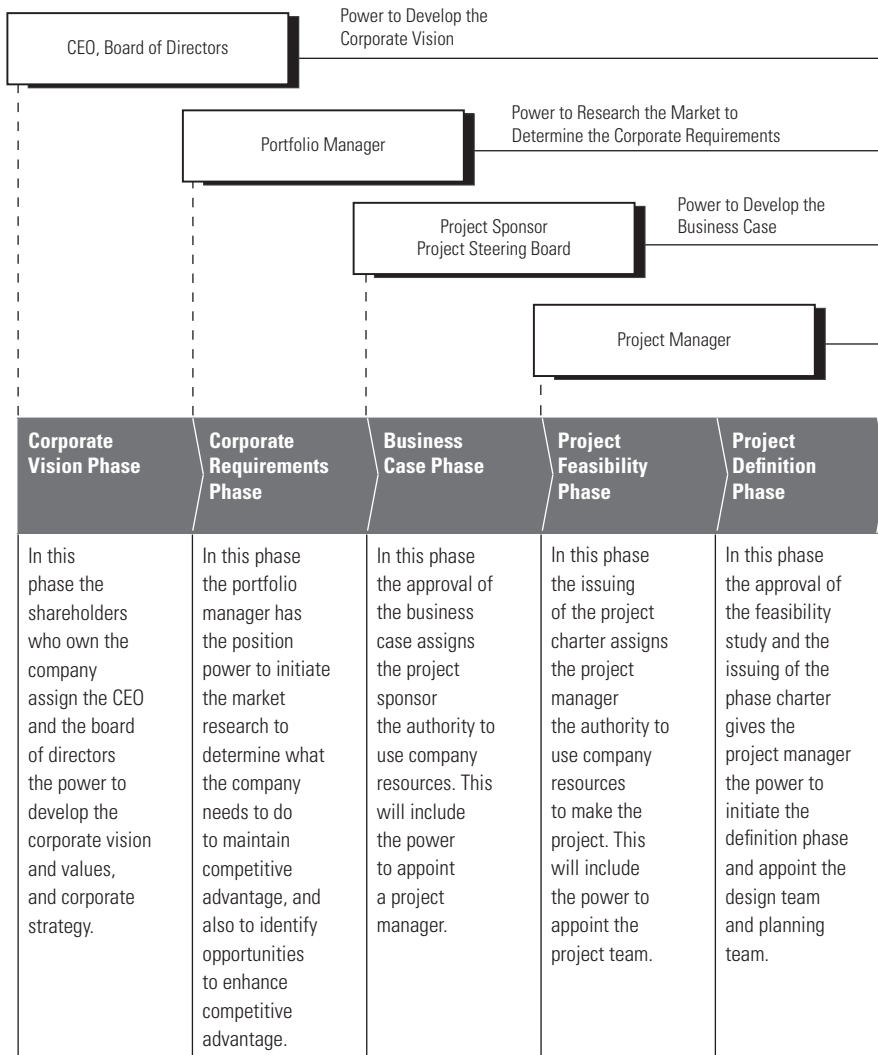 Power to Develop the
Corporate Vision
CEO, Board of Directors
Power to Research the Market to
Determine the Corporate Requirements
Portfolio Manager
Power to Develop the
Business Case
Project Sponsor
Project Steering Board
Project Manager
Corporate
Vision Phase
Corporate
Requirements
Phase
Business
Case Phase
Project
Feasibility
Phase
Project
Definition
Phase
In this
phase the
shareholders
who own the
company
assign the CEO
and the board
of directors
the power to
develop the
corporate vision
and values,
and corporate
strategy.
In this phase
the portfolio
manager has
the position
power to initiate
the market
research to
determine what
the company
needs to do
to maintain
competitive
advantage, and
also to identify
opportunities
to enhance
competitive
advantage.
In this phase
the approval of
the business
case assigns
the project
sponsor
the authority to
use company
resources. This
will include
the power
to appoint
a project
manager.
In this phase
the issuing
of the project
charter assigns
the project
manager
the authority to
use company
resources
to make the
project. This
will include
the power to
appoint the
project team.
In this phase
the approval of
the feasibility
study and the
issuing of the
phase charter
gives the
project manager
the power to
initiate the
definition phase
and appoint the
design team
and planning
team.